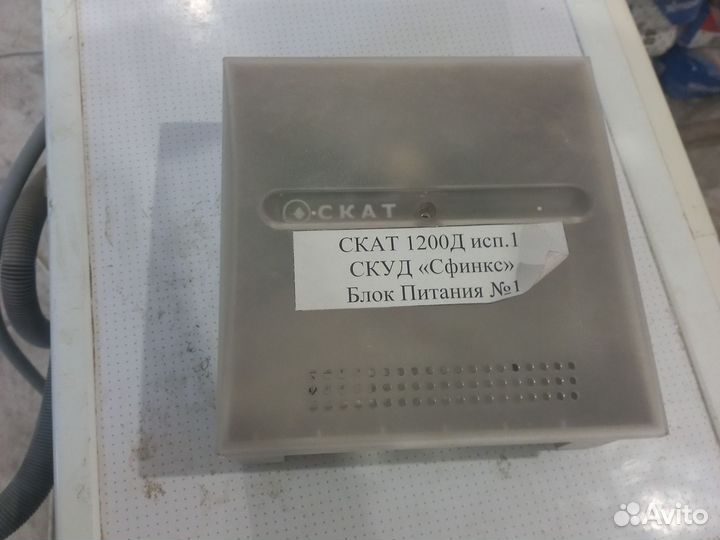 СКАТ
СКАТ 1200Д исп.1
СКУД «Сфинкс»
Блок Питания №1
Avito